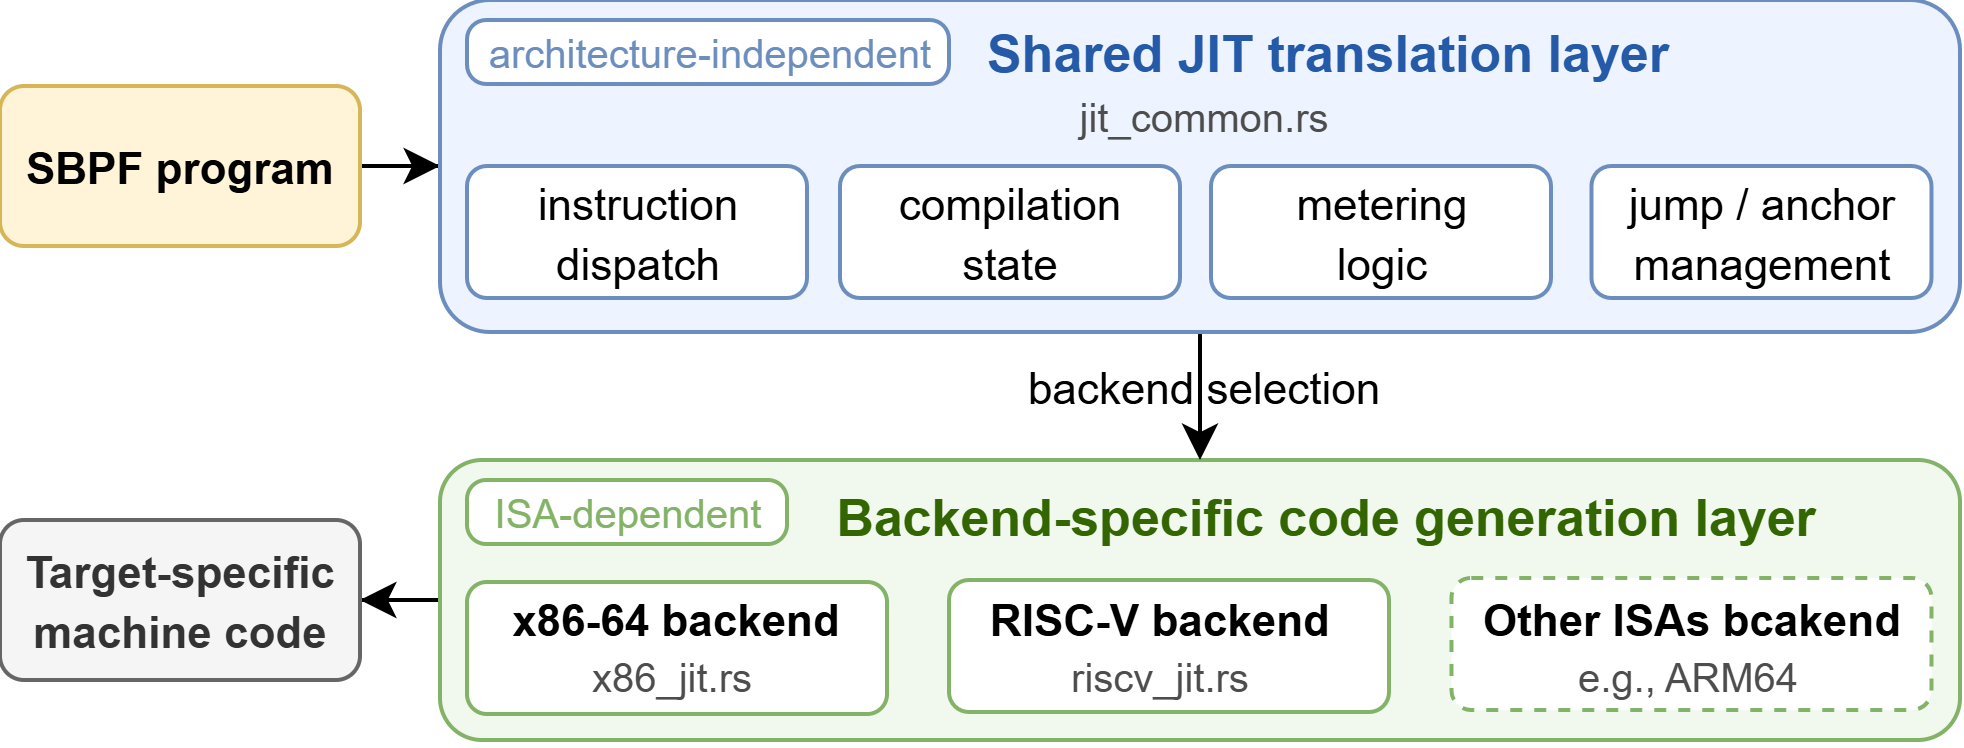 architecture-independent
Shared JIT translation layer
jit_common.rs
SBPF program
instruction
dispatch
compilation
state
metering
logic
jump / anchor
management
backend selection
ISA-dependent
Backend-specific code generation layer
Target-specific
machine code
x86-64 backend
x86_jit.rs
RISC-V backend
riscv_jit.rs
Other ISAs bcakend
e.g., ARM64